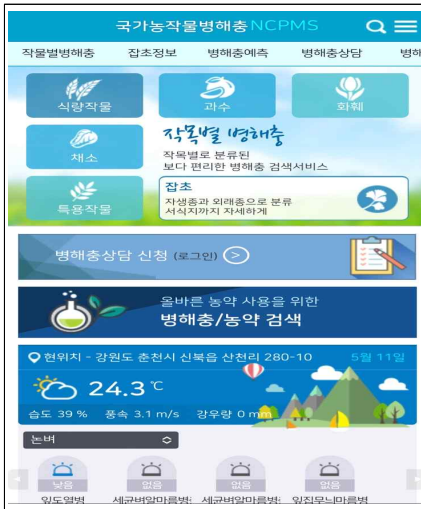 국가농작물병해충 NCPMS
작물별병해충 잡초정보 병해충예측 병해충상담 병해
식량작물 과수 화훼
작목별 병해충
채소
작목별로 분류된
보다 편리한 병해충 검색서비스
잡초
자생종과 외래종으로 분류
서식지까지 자세하게
특용작물
병해충상담 신청 (로그인) >
올바른 농약 사용을 위한
병해충/농약 검색
현위치 - 강원도 춘천시 신북읍 산천리 280-10 5월 11일
24.3 ℃
습도 39 % 풍속 3.1 m/s 강우량 0 mm
논벼
낮음 없음 없음 없음
잎도열병 세균벼알마름병( 세균벼알마름병( 잎집무늬마름병